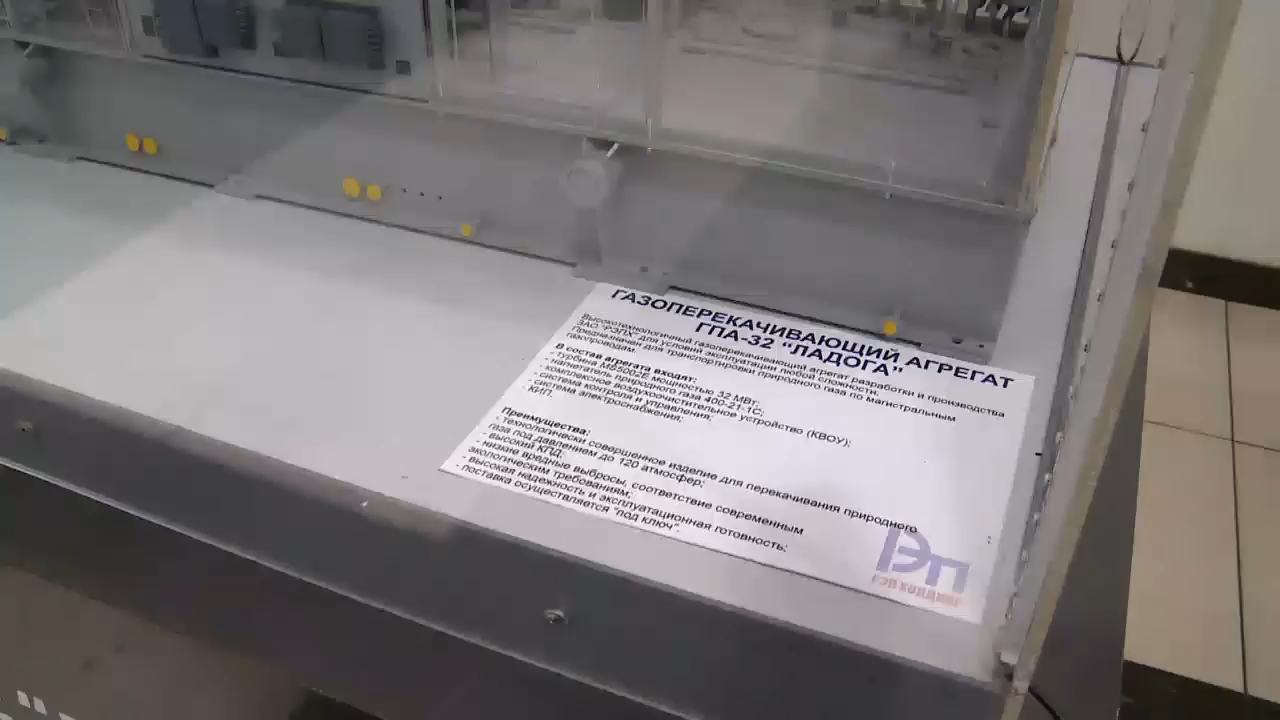 ГАЗОПЕРЕКАЧИВАЮЩИЙ АГРЕГАТ
ГПА-32 "ЛАДОГА"
Высокотехнологичный газоперекачивающий агрегат разработки и производства
ЗАО "РЭПХ" для условий эксплуатации любой сложности.
Предназначен для транспортировки природного газа по магистральным
газопроводам.
В состав агрегата входят:
- турбина MS5002E мощностью 32 МВт;
- нагнетатель природного газа 400-21-1С;
- комплексное воздухоочистительное устройство (КВОУ);
- система контроля и управления;
- система электроснабжения;
- КИП.
Преимущества:
- технологически совершенное изделие для перекачивания природного
газа под давлением до 120 атмосфер;
- высокий КПД;
- низкие вредные выбросы, соответствие современным
экологическим требованиям;
- высокая надежность и эксплуатационная готовность;
- поставка осуществляется "под ключ".
РЭП
РЭП ХОЛДИНГ